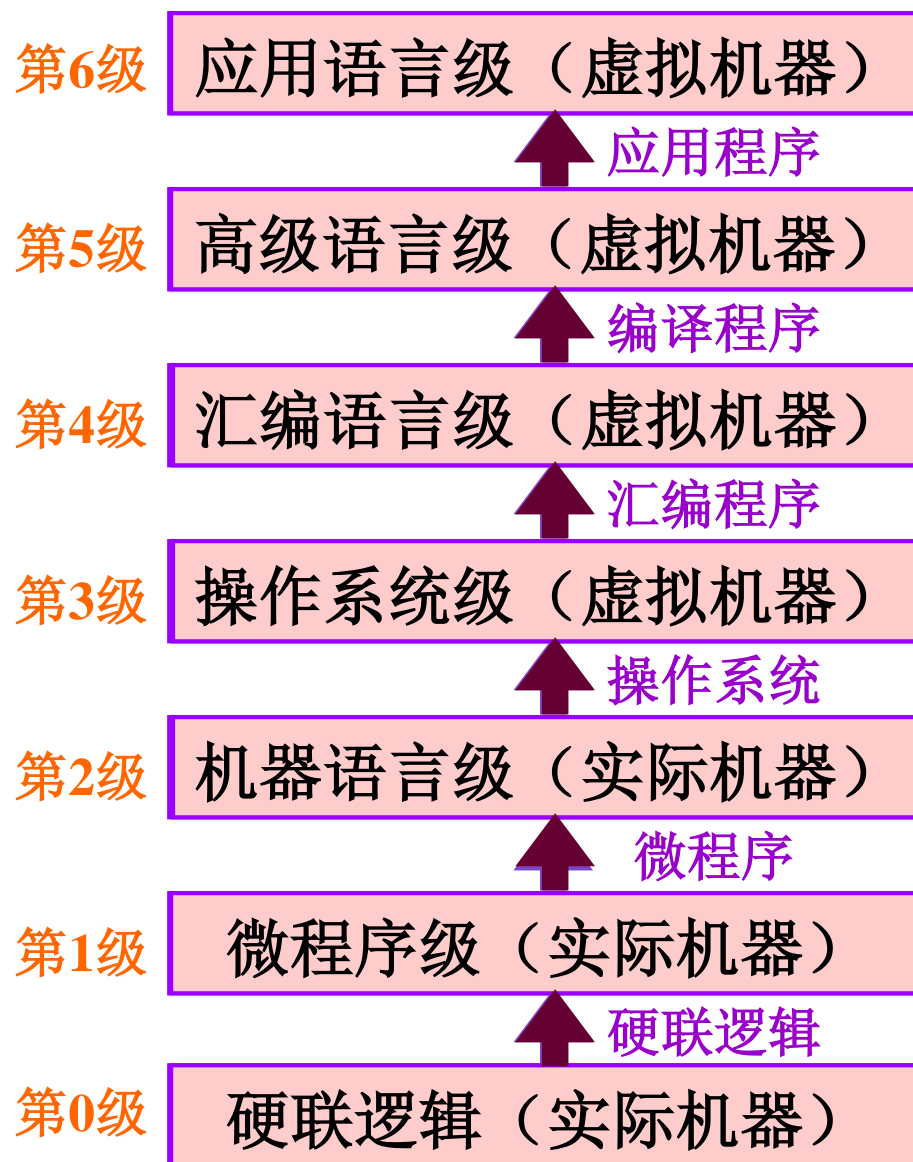 第6级 应用语言级（虚拟机器）
应用程序
第5级 高级语言级（虚拟机器）
编译程序
第4级 汇编语言级（虚拟机器）
汇编程序
第3级 操作系统级（虚拟机器）
操作系统
第2级 机器语言级（实际机器）
微程序
第1级 微程序级（实际机器）
硬联逻辑
第0级 硬联逻辑（实际机器）